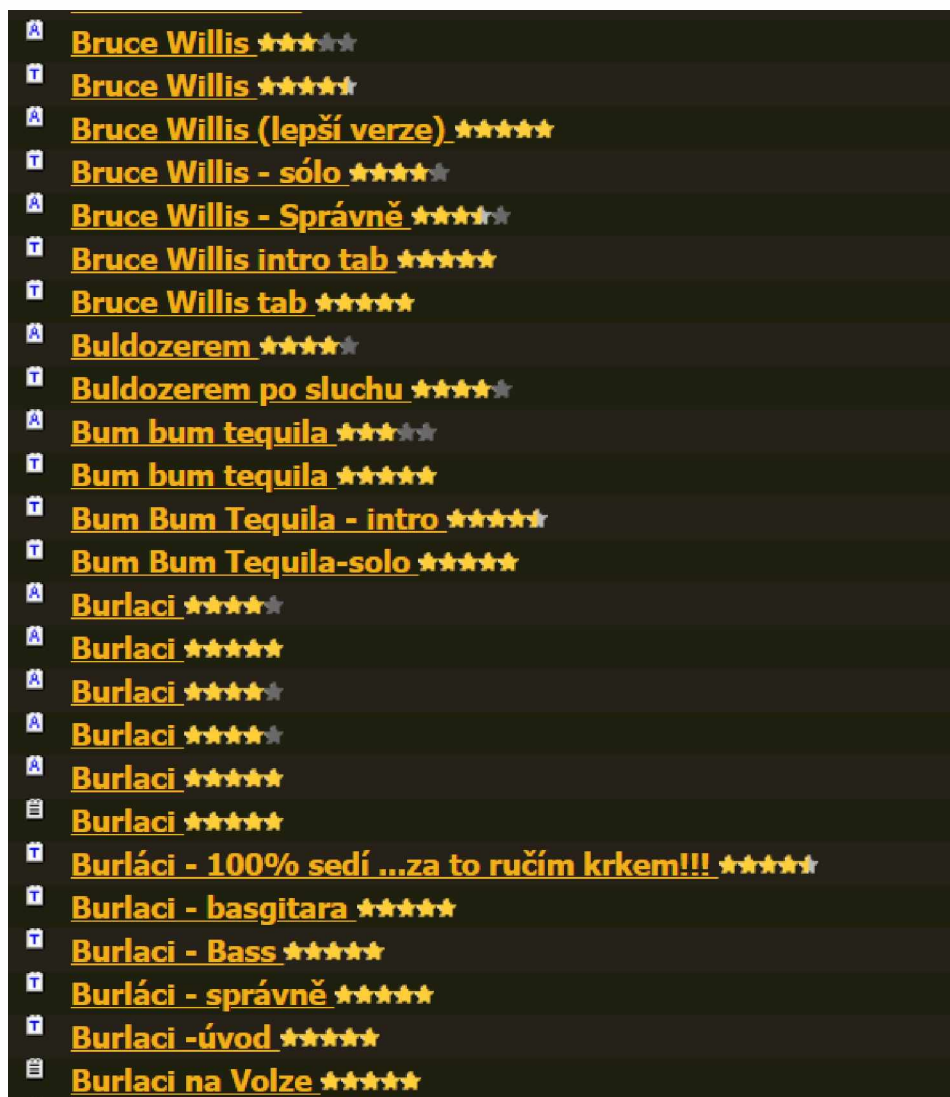 A Bruce Willis
T Bruce Willis
A Bruce Willis (lepší verze)
T Bruce Willis - sólo
A Bruce Willis - Správně
T Bruce Willis intro tab
T Bruce Willis tab
A Buldozerem
T Buldozerem po sluchu
A Bum bum tequila
T Bum bum tequila
T Bum Bum Tequila - intro
T Bum Bum Tequila-solo
A Burlaci
A Burlaci
A Burlaci
A Burlaci
A Burlaci
Burlaci
T Burláci - 100% sedí ...za to ručím krkem!!!
T Burlaci - basgitara
T Burlaci - Bass
T Burláci - správně
T Burlaci -úvod
Burlaci na Volze